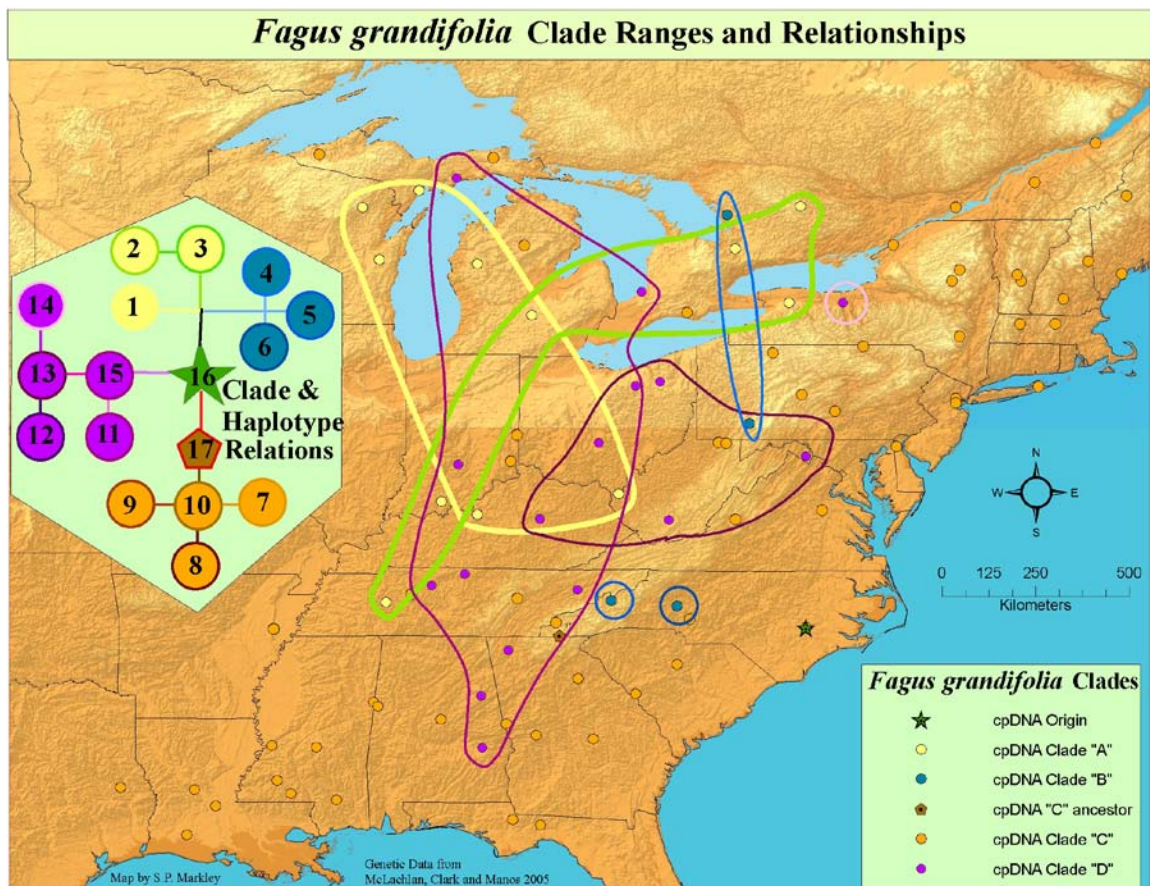 Fagus grandifolia Clade Ranges and Relationships
2
3
4
14
1
5
6
13
15
16
Clade &
Haplotype
Relations
12
11
17
9
10
7
8
N
W
E
S
0 125 250 500
Kilometers
Fagus grandifolia Clades
cpDNA Origin
cpDNA Clade "A"
cpDNA Clade "B"
cpDNA "C" ancestor
cpDNA Clade "C"
cpDNA Clade "D"
Map by S.P. Markley
Genetic Data from
McLachlan, Clark and Manos 2005